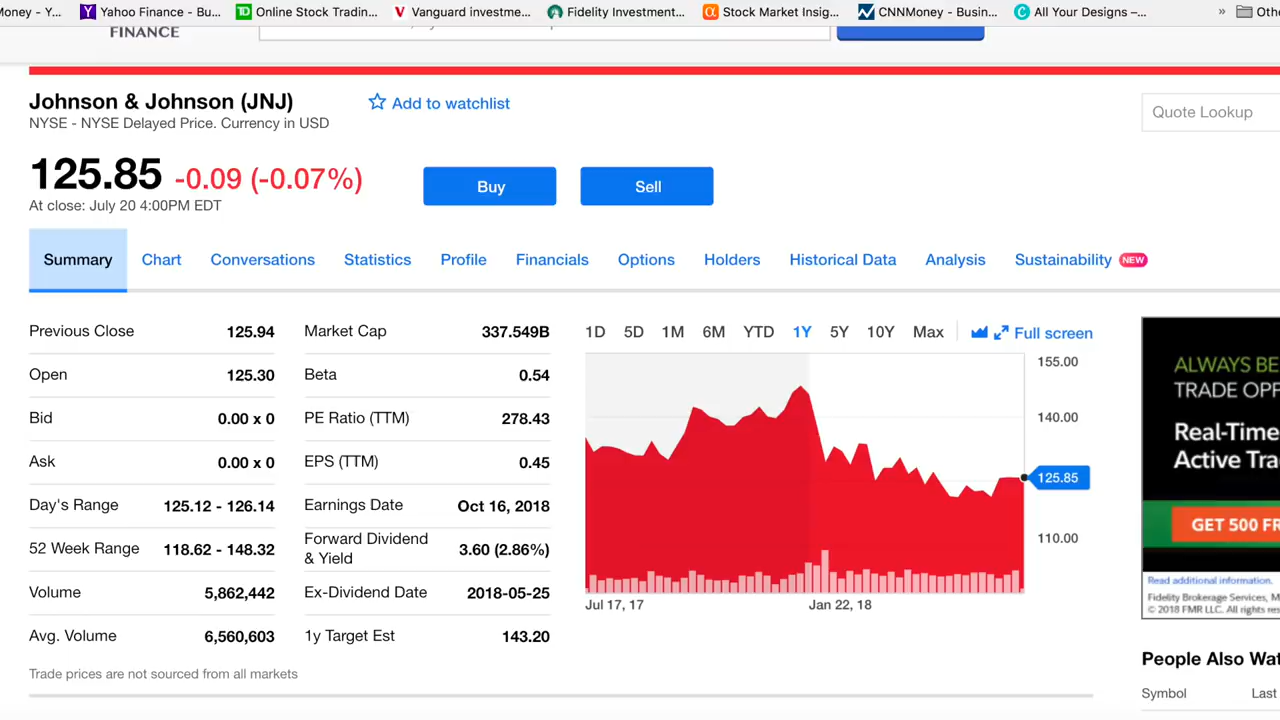 Money - Y...
Yahoo Finance - Bu...
Online Stock Tradin...
Vanguard investme...
Fidelity Investment...
Stock Market Insig...
CNNMoney - Busin...
All Your Designs –...
»
FINANCE
Johnson & Johnson (JNJ)
Add to watchlist
NYSE - NYSE Delayed Price. Currency in USD
Quote Lookup
125.85 -0.09 (-0.07%)
Buy
Sell
At close: July 20 4:00PM EDT
Summary
Chart
Conversations
Statistics
Profile
Financials
Options
Holders
Historical Data
Analysis
Sustainability NEW
Previous Close 125.94
Open 125.30
Bid 0.00 x 0
Ask 0.00 x 0
Day's Range 125.12 - 126.14
52 Week Range 118.62 - 148.32
Volume 5,862,442
Avg. Volume 6,560,603
Market Cap 337.549B
Beta 0.54
PE Ratio (TTM) 278.43
EPS (TTM) 0.45
Earnings Date Oct 16, 2018
Forward Dividend
& Yield 3.60 (2.86%)
Ex-Dividend Date 2018-05-25
1y Target Est 143.20
Trade prices are not sourced from all markets
1D 5D 1M 6M YTD 1Y 5Y 10Y Max
Full screen
155.00
140.00
125.85
110.00
Jul 17, 17
Jan 22, 18
ALWAYS BE
TRADE OPP
Real-Time
Active Tra
GET 500 FR
Read additional information.
Fidelity Brokerage Services, M
© 2018 FMR LLC. All rights res
People Also Wat
Symbol
Last